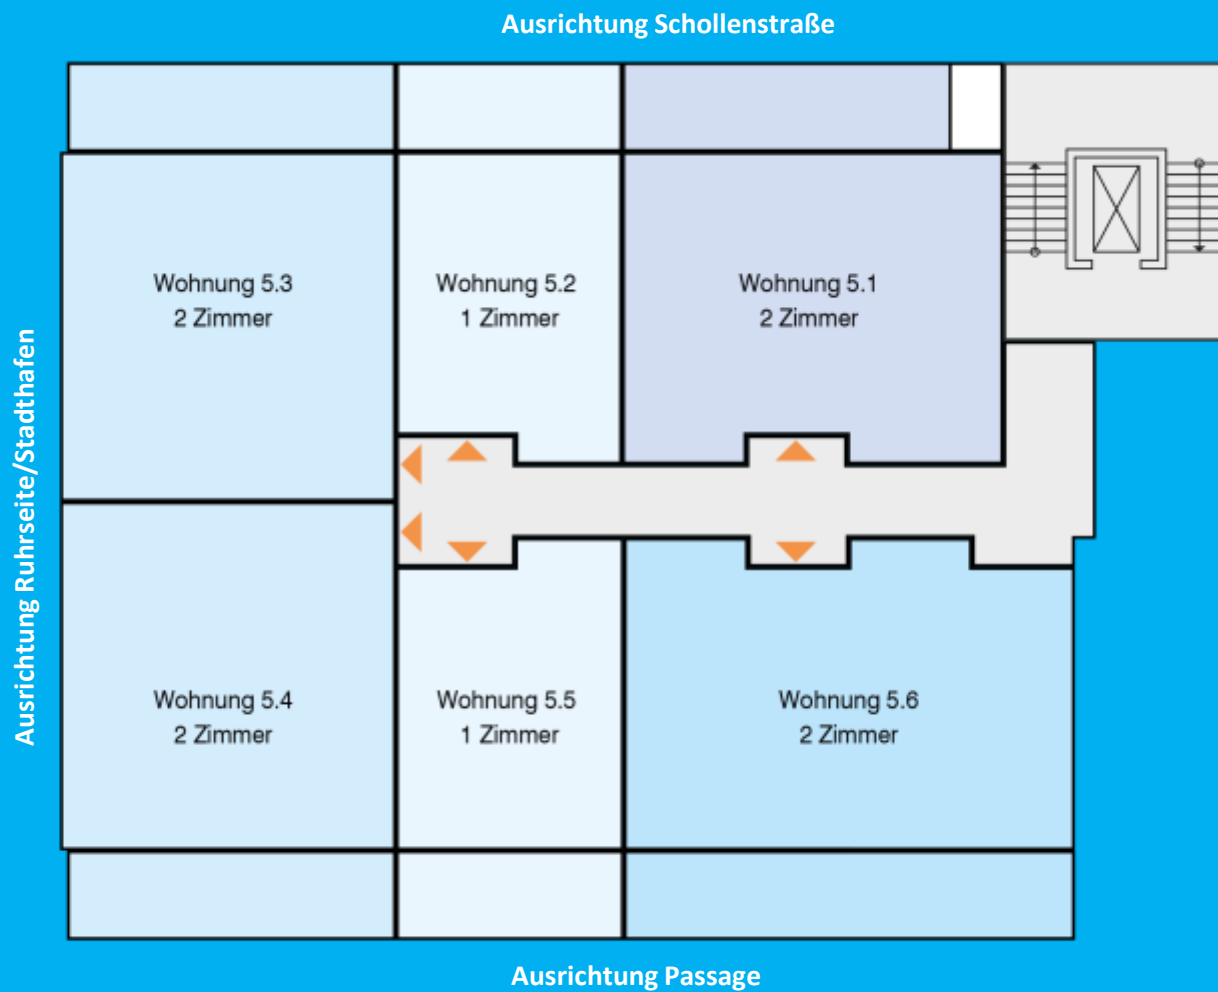 Ausrichtung Schollenstraße
Wohnung 5.3
2 Zimmer
Wohnung 5.2
1 Zimmer
Wohnung 5.1
2 Zimmer
Ausrichtung Ruhrseite/Stadthafen
Wohnung 5.4
2 Zimmer
Wohnung 5.5
1 Zimmer
Wohnung 5.6
2 Zimmer
Ausrichtung Passage